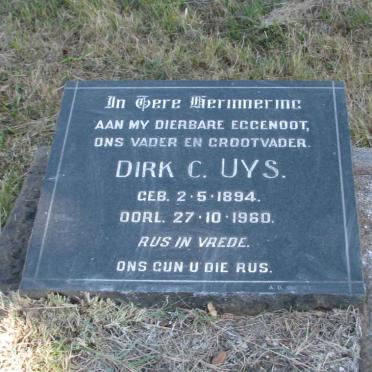 In Tere Herinnering
AAN MY DIERBARE EGGENOOT,
ONS VADER EN GROOTVADER.
DIRK C. UYS.
GEB. 2·5·1894.
OORL. 27·10·1960.
RUS IN VREDE.
ONS GUN U DIE RUS.
A.D.